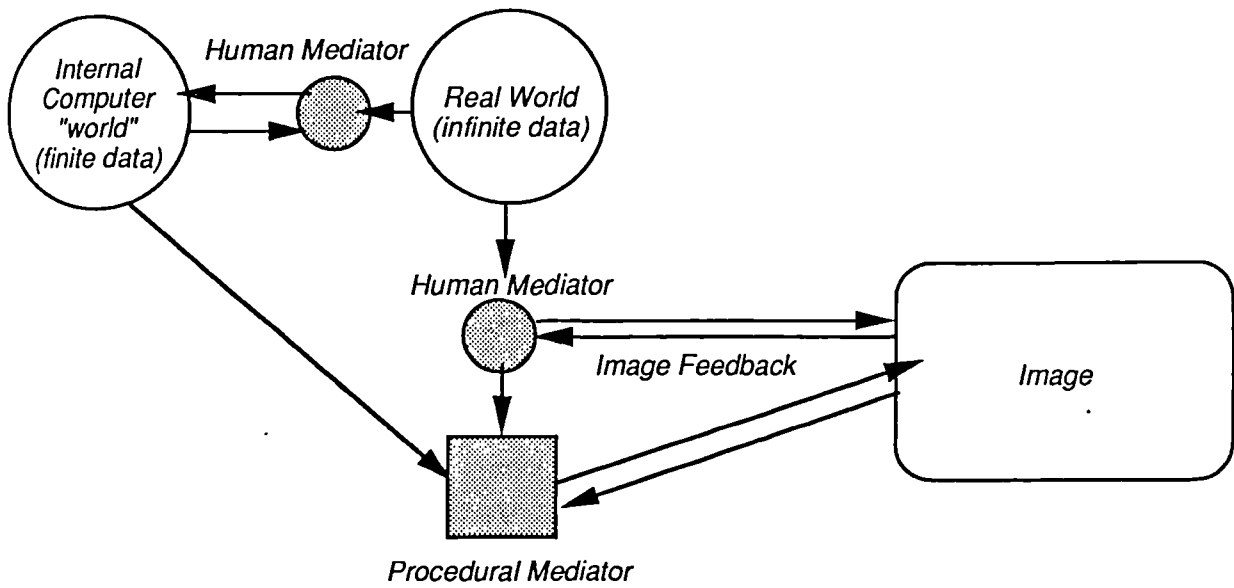 Human Mediator
Internal
Computer
"world"
(finite data)
Real World
(infinite data)
Human Mediator
Image Feedback
Image
Procedural Mediator